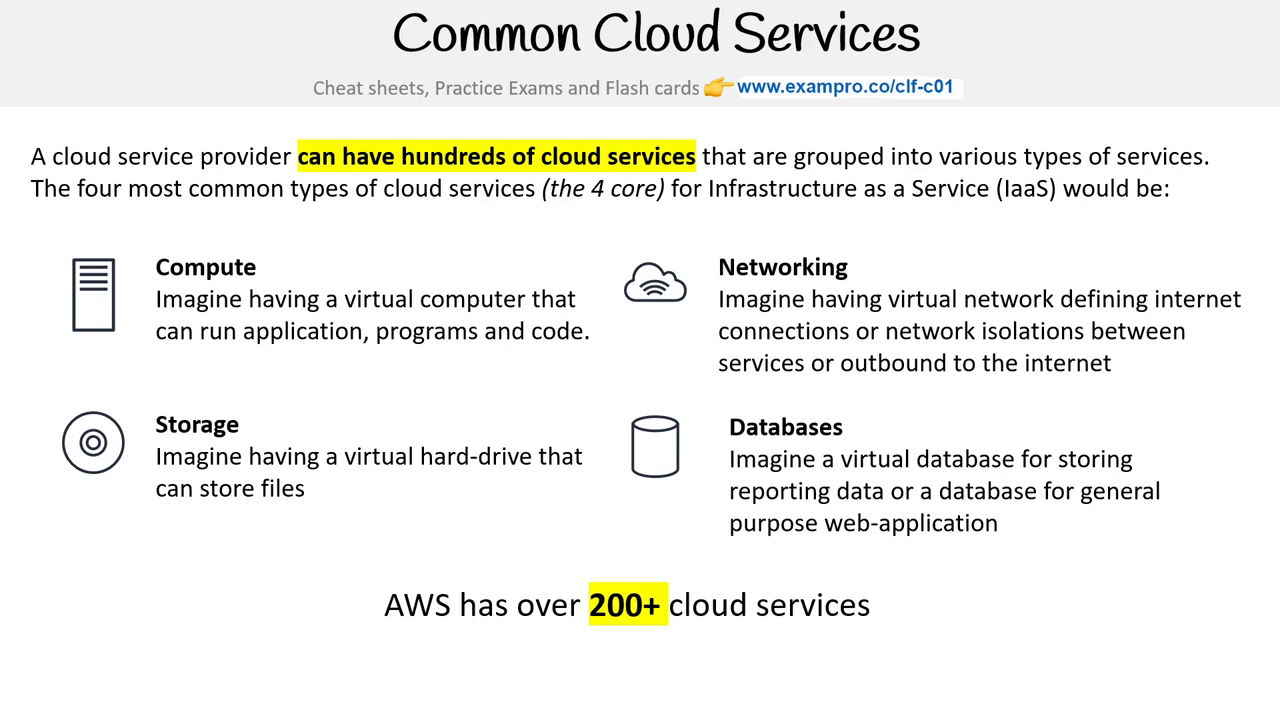 Common Cloud Services
Cheat sheets, Practice Exams and Flash cards 👉 www.exampro.co/clf-c01
A cloud service provider can have hundreds of cloud services that are grouped into various types of services.
The four most common types of cloud services (the 4 core) for Infrastructure as a Service (IaaS) would be:
Compute
Imagine having a virtual computer that
can run application, programs and code.
Networking
Imagine having virtual network defining internet
connections or network isolations between
services or outbound to the internet
Storage
Imagine having a virtual hard-drive that
can store files
Databases
Imagine a virtual database for storing
reporting data or a database for general
purpose web-application
AWS has over 200+ cloud services